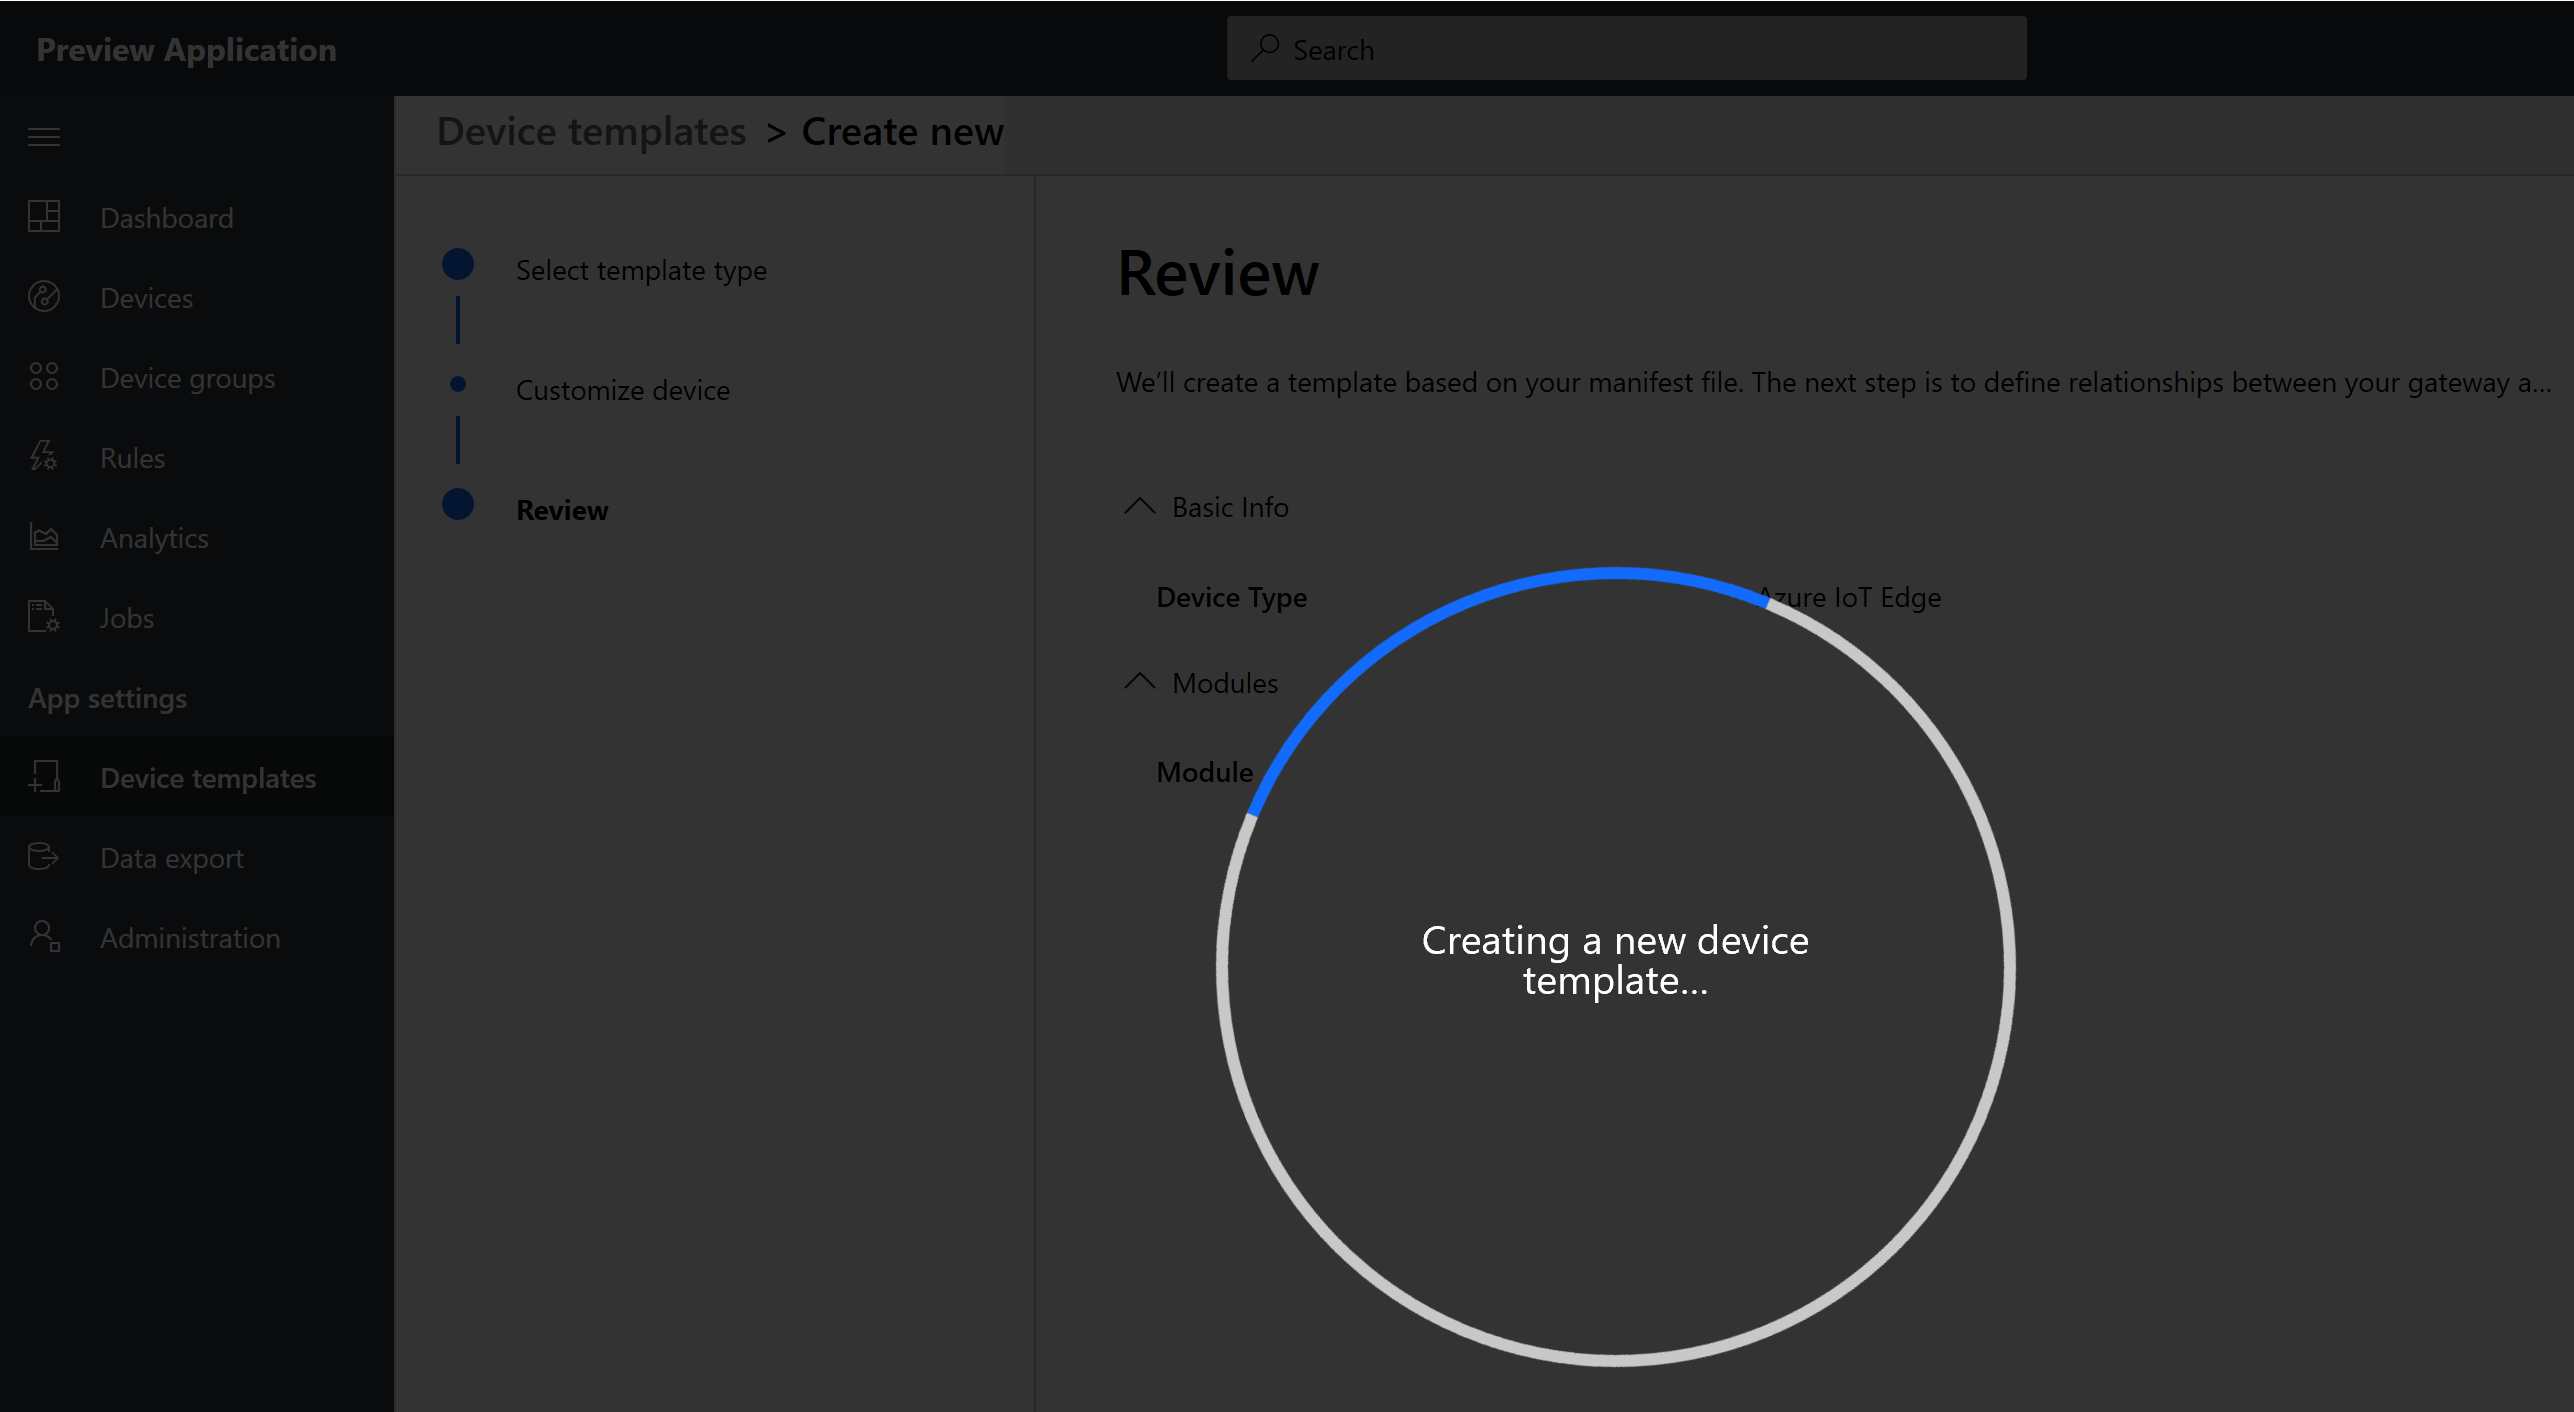 Preview Application
Search
Device templates > Create new
Dashboard
Devices
Device groups
Rules
Analytics
Jobs
App settings
Device templates
Data export
Administration
Select template type
Customize device
Review
Review
We'll create a template based on your manifest file. The next step is to define relationships between your gateway a...
Basic Info
Device Type Azure IoT Edge
Modules
Module
Creating a new device
template...